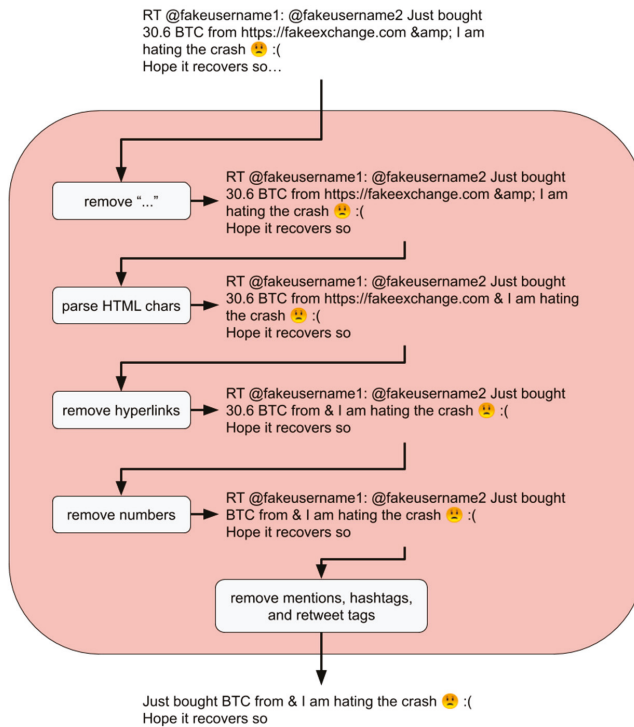 RT @fakeusername1: @fakeusername2 Just bought
30.6 BTC from https://fakeexchange.com &amp; I am
hating the crash 🙁 :(
Hope it recovers so…
remove “...”
RT @fakeusername1: @fakeusername2 Just bought
30.6 BTC from https://fakeexchange.com &amp; I am
hating the crash 🙁 :(
Hope it recovers so
parse HTML chars
RT @fakeusername1: @fakeusername2 Just bought
30.6 BTC from https://fakeexchange.com & I am hating
the crash 🙁 :(
Hope it recovers so
remove hyperlinks
RT @fakeusername1: @fakeusername2 Just bought
30.6 BTC from & I am hating the crash 🙁 :(
Hope it recovers so
remove numbers
RT @fakeusername1: @fakeusername2 Just bought
BTC from & I am hating the crash 🙁 :(
Hope it recovers so
remove mentions, hashtags,
and retweet tags
Just bought BTC from & I am hating the crash 🙁 :(
Hope it recovers so